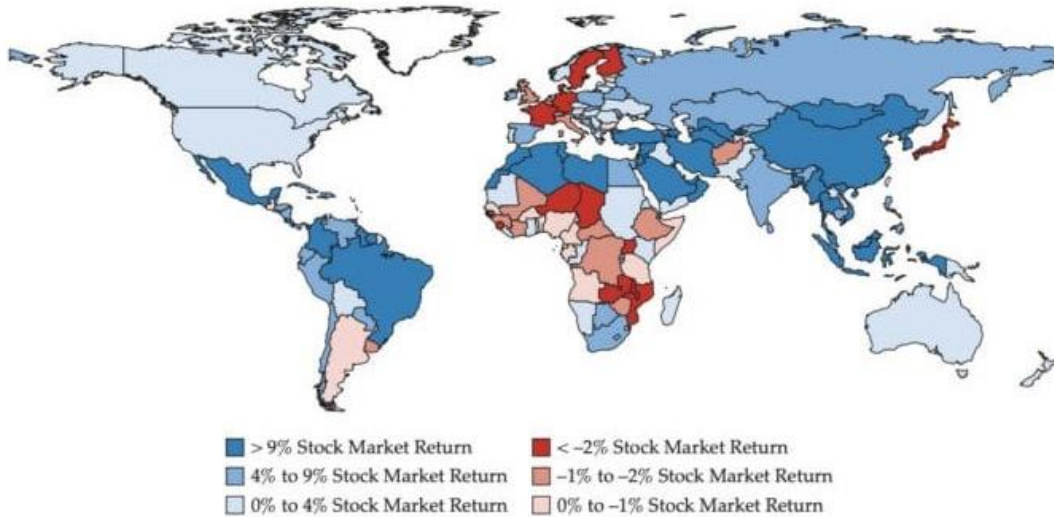 > 9% Stock Market Return
4% to 9% Stock Market Return
0% to 4% Stock Market Return
< –2% Stock Market Return
–1% to –2% Stock Market Return
0% to –1% Stock Market Return